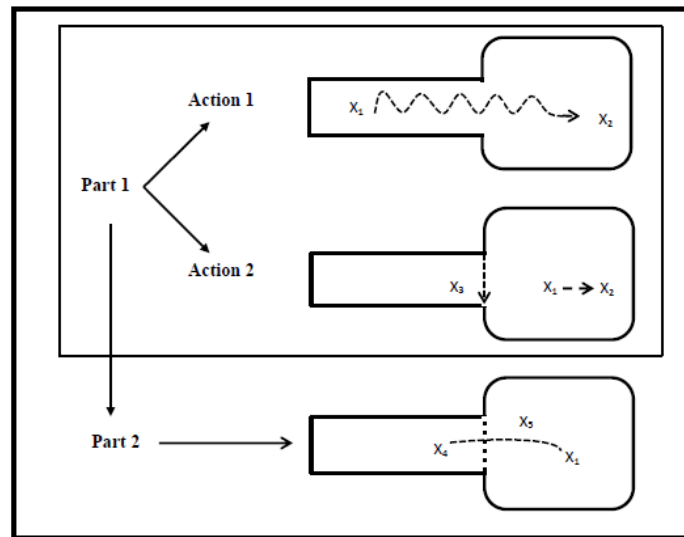 Action 1
X₁
X₂
Part 1
Action 2
X₃
X₁
X₂
Part 2
X₄
X₅
X₁